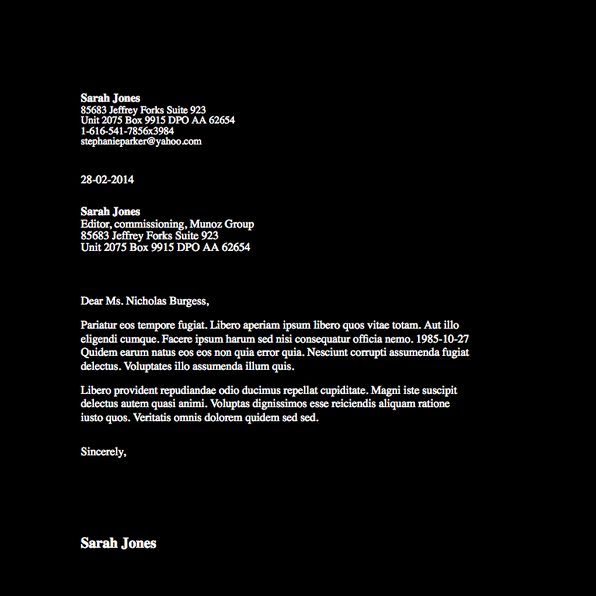 Sarah Jones
85683 Jeffrey Forks Suite 923
Unit 2075 Box 9915 DPO AA 62654
1-616-541-7856x3984
stephanieparker@yahoo.com
28-02-2014
Sarah Jones
Editor, commissioning, Munoz Group
85683 Jeffrey Forks Suite 923
Unit 2075 Box 9915 DPO AA 62654
Dear Ms. Nicholas Burgess,
Pariatur eos tempore fugiat. Libero aperiam ipsum libero quos vitae totam. Aut illo
eligendi cumque. Facere ipsum harum sed nisi consequatur officia nemo. 1985-10-27
Quidem earum natus eos eos non quia error quia. Nesciunt corrupti assumenda fugiat
delectus. Voluptates illo assumenda illum quis.
Libero provident repudiandae odio ducimus repellat cupiditate. Magni iste suscipit
delectus autem quasi animi. Voluptas dignissimos esse reiciendis aliquam ratione
iusto quos. Veritatis omnis dolorem quidem sed sed.
Sincerely,
Sarah Jones